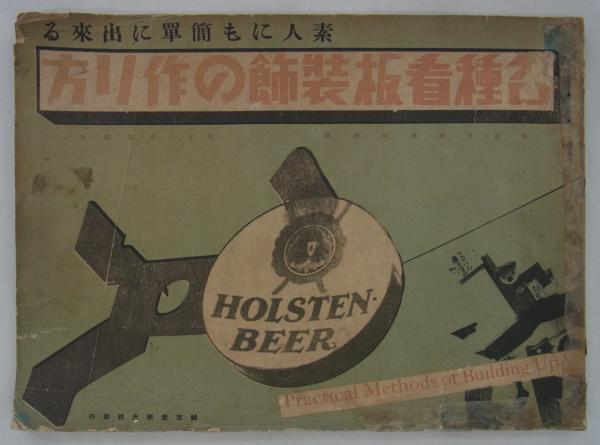 素人にも簡單に出來る
各種看板裝飾の作り方
HOLSTEN-
BEER
Practical Methods of Building Up